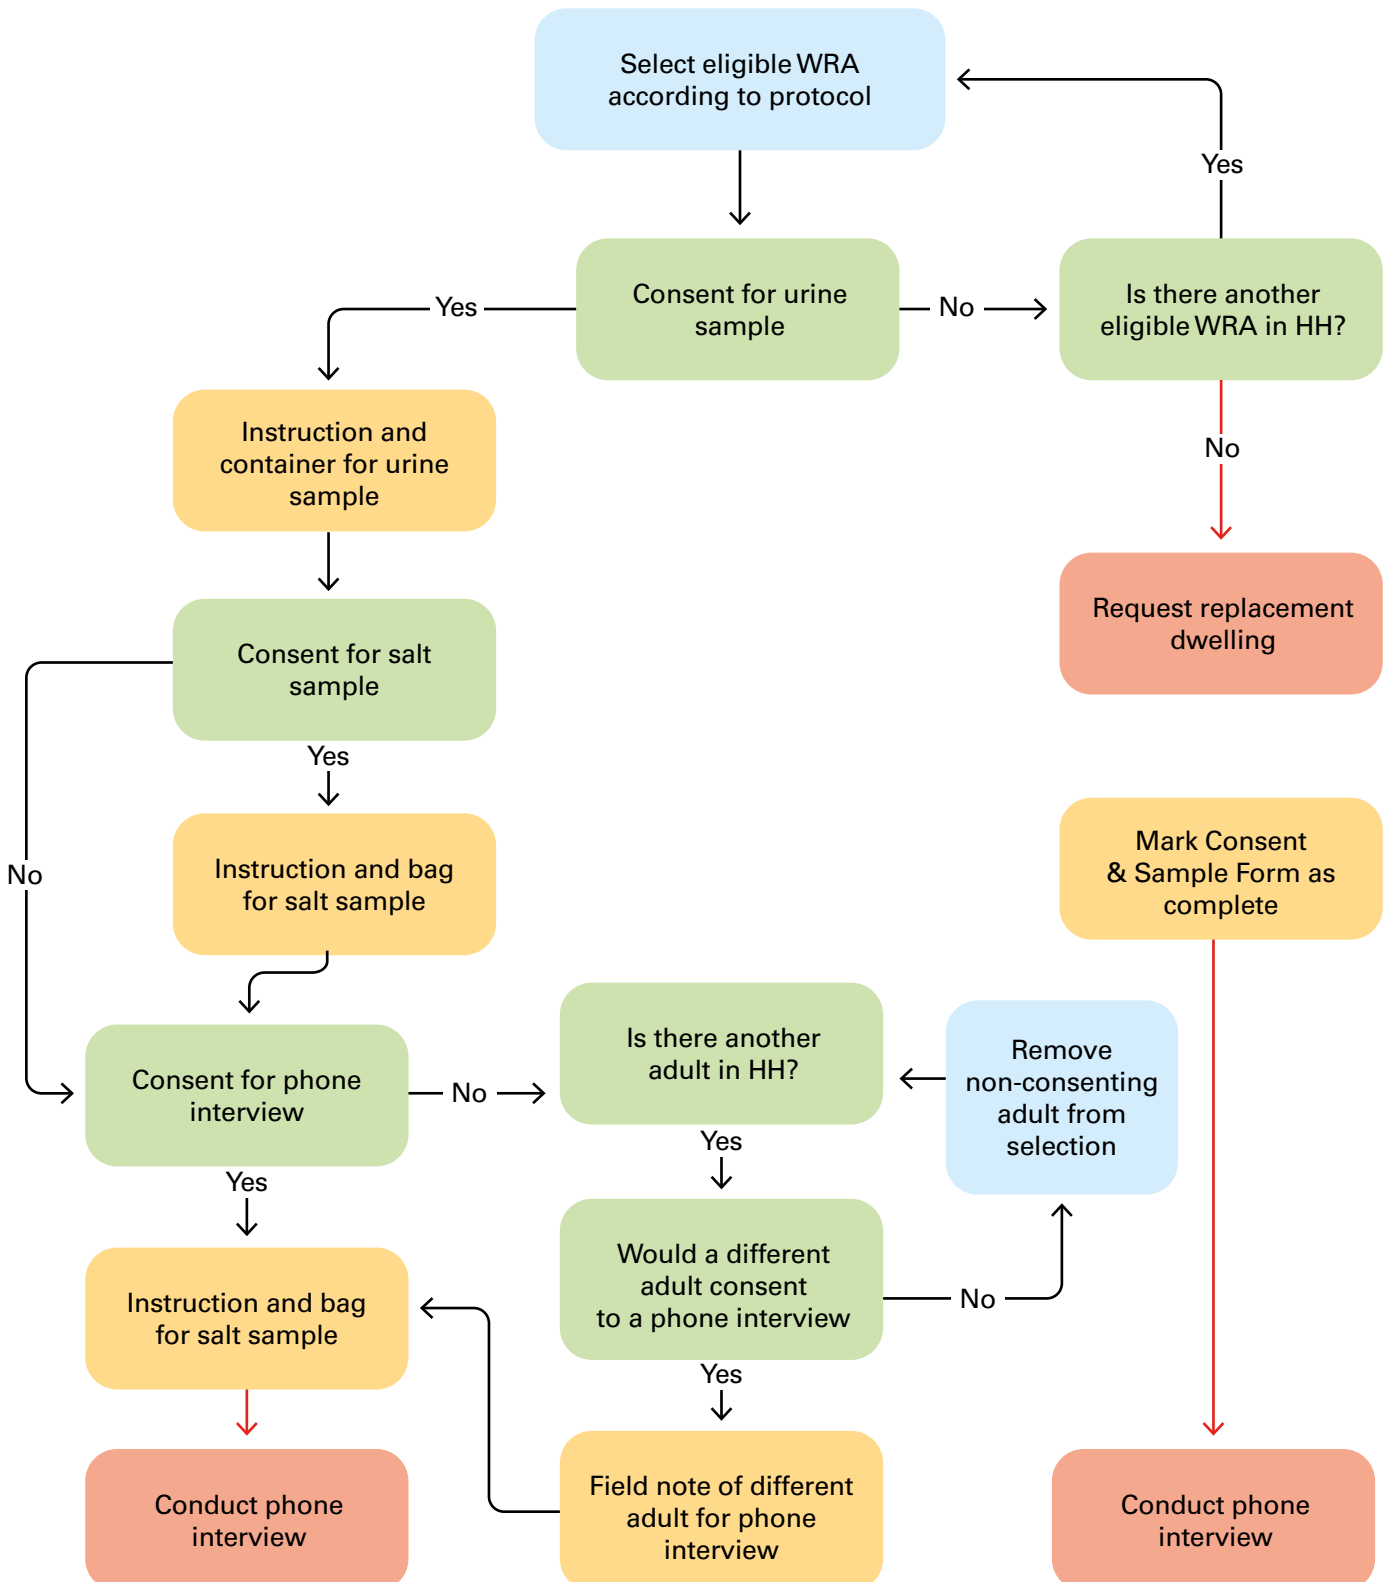 Select eligible WRA
according to protocol
Yes
Consent for urine
sample
Yes
No
Is there another
eligible WRA in HH?
Instruction and
container for urine
sample
No
Consent for salt
sample
Request replacement
dwelling
Yes
No
Instruction and bag
for salt sample
Mark Consent
& Sample Form as
complete
Consent for phone
interview
No
Is there another
adult in HH?
Remove
non-consenting
adult from
selection
Yes
Yes
Instruction and bag
for salt sample
Would a different
adult consent
to a phone interview
No
Yes
Conduct phone
interview
Field note of different
adult for phone
interview
Conduct phone
interview